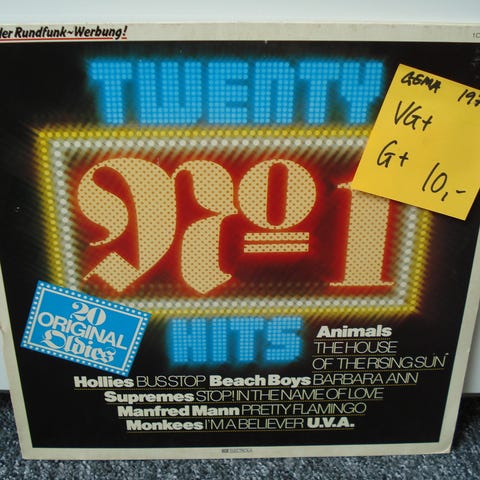 der Rundfunk~Werbung!
TWENTY
No 1
HITS
20
ORIGINAL
Oldies
Animals
THE HOUSE
OF THE RISING SUN
Hollies BUS STOP Beach Boys BARBARA ANN
Supremes STOP! IN THE NAME OF LOVE
Manfred Mann PRETTY FLAMINGO
Monkees I'M A BELIEVER U.V.A.
ELECTROLA
GEMA
VG+
G+ 10,-